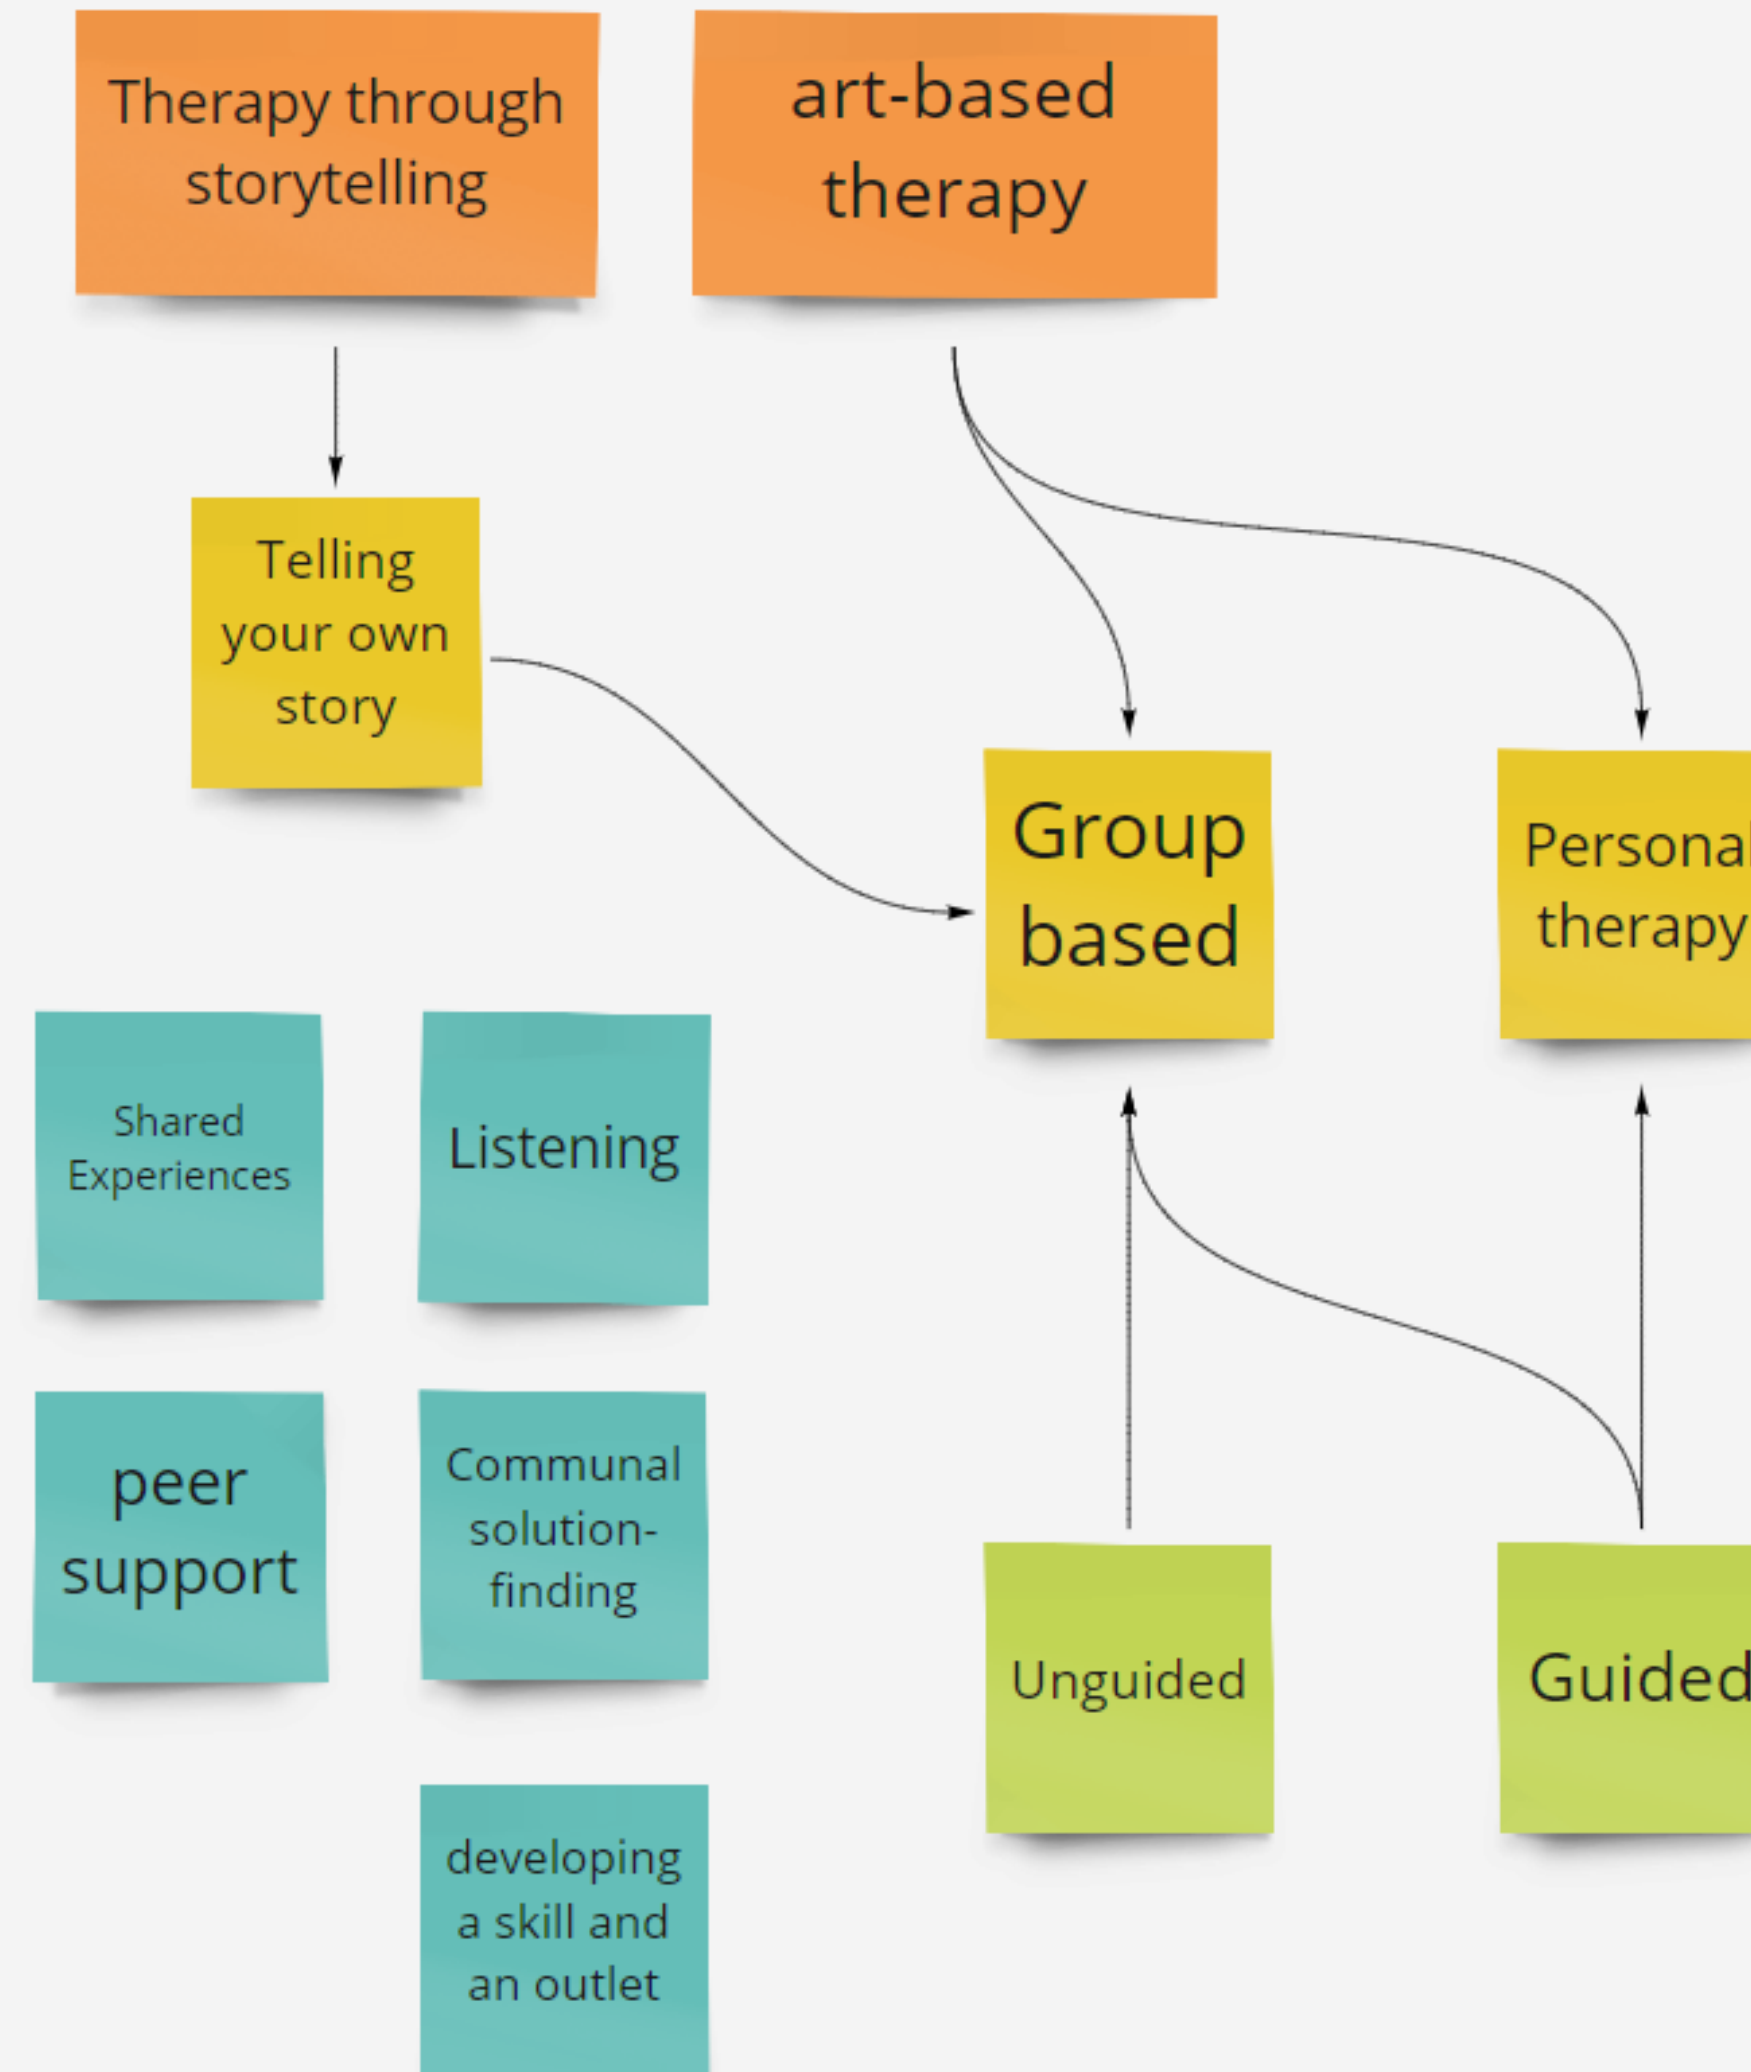 Therapy through
storytelling
art-based
therapy
Telling
your own
story
Group
based
Personal
therapy
Shared
Experiences
Listening
peer
support
Communal
solution-
finding
Unguided
Guided
developing
a skill and
an outlet